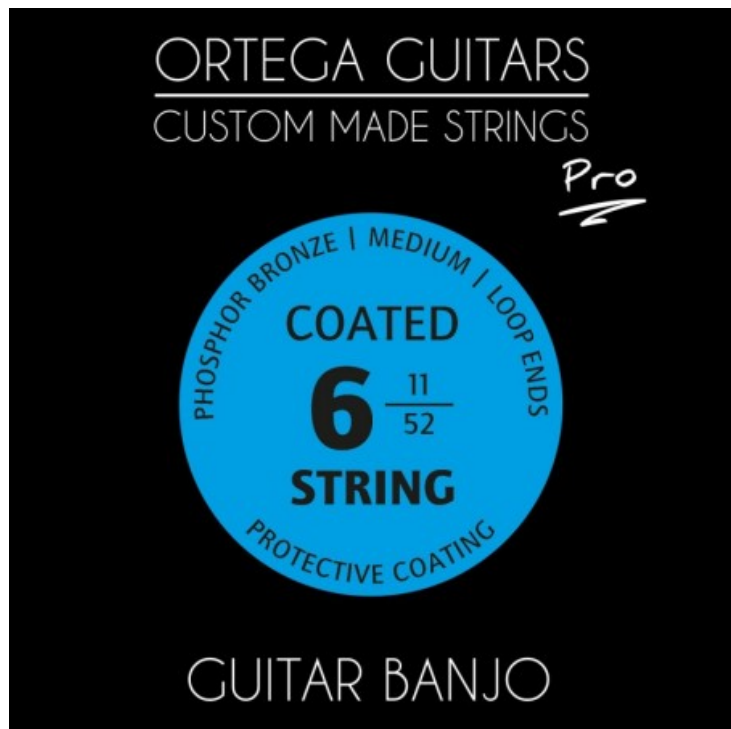 ORTEGA GUITARS
CUSTOM MADE STRINGS
Pro
PHOSPHOR BRONZE | MEDIUM | LOOP ENDS
COATED
6 11/52
STRING
PROTECTIVE COATING
GUITAR BANJO